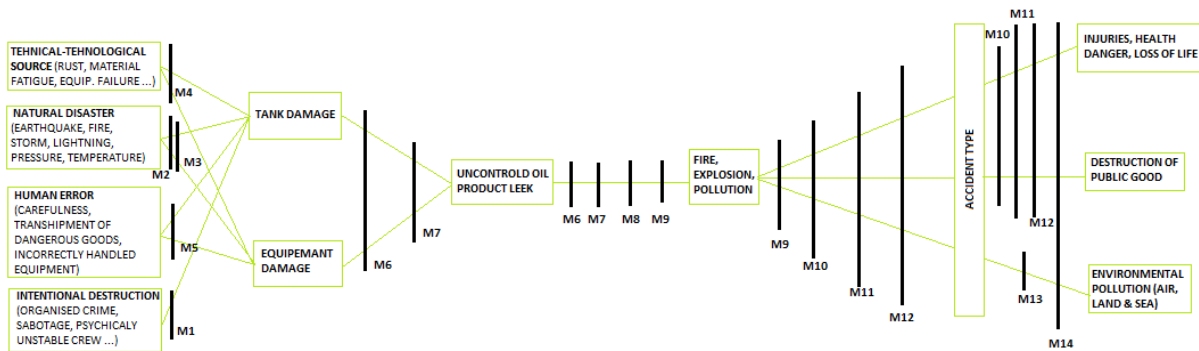 TEHNICAL-TEHNOLOGICAL
SOURCE (RUST, MATERIAL
FATIGUE, EQUIP. FAILURE ...)
M4
NATURAL DISASTER
(EARTHQUAKE, FIRE,
STORM, LIGHTNING,
PRESSURE, TEMPERATURE)
M2
M3
HUMAN ERROR
(CAREFULNESS,
TRANSHIPMENT OF
DANGEROUS GOODS,
INCORRECTLY HANDLED
EQUIPMENT)
M5
INTENTIONAL DESTRUCTION
(ORGANISED CRIME,
SABOTAGE, PSYCHICALY
UNSTABLE CREW ...)
M1
TANK DAMAGE
EQUIPEMANT
DAMAGE
M6
M7
UNCONTROLD OIL
PRODUCT LEEK
M6
M7
M8
M9
FIRE,
EXPLOSION,
POLLUTION
M9
M10
M11
M12
ACCIDENT TYPE
M10
M11
M12
M13
M14
INJURIES, HEALTH
DANGER, LOSS OF LIFE
DESTRUCTION OF
PUBLIC GOOD
ENVIRONMENTAL
POLLUTION (AIR,
LAND & SEA)